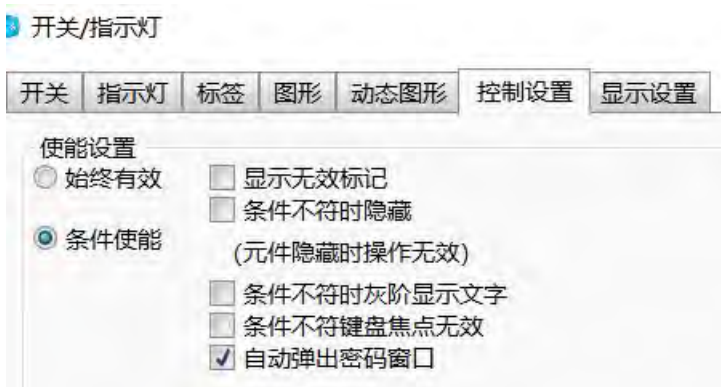 开关/指示灯
开关 指示灯 标签 图形 动态图形 控制设置 显示设置
使能设置
始终有效 显示无效标记
条件不符时隐藏
条件使能
(元件隐藏时操作无效)
条件不符时灰阶显示文字
条件不符键盘焦点无效
自动弹出密码窗口